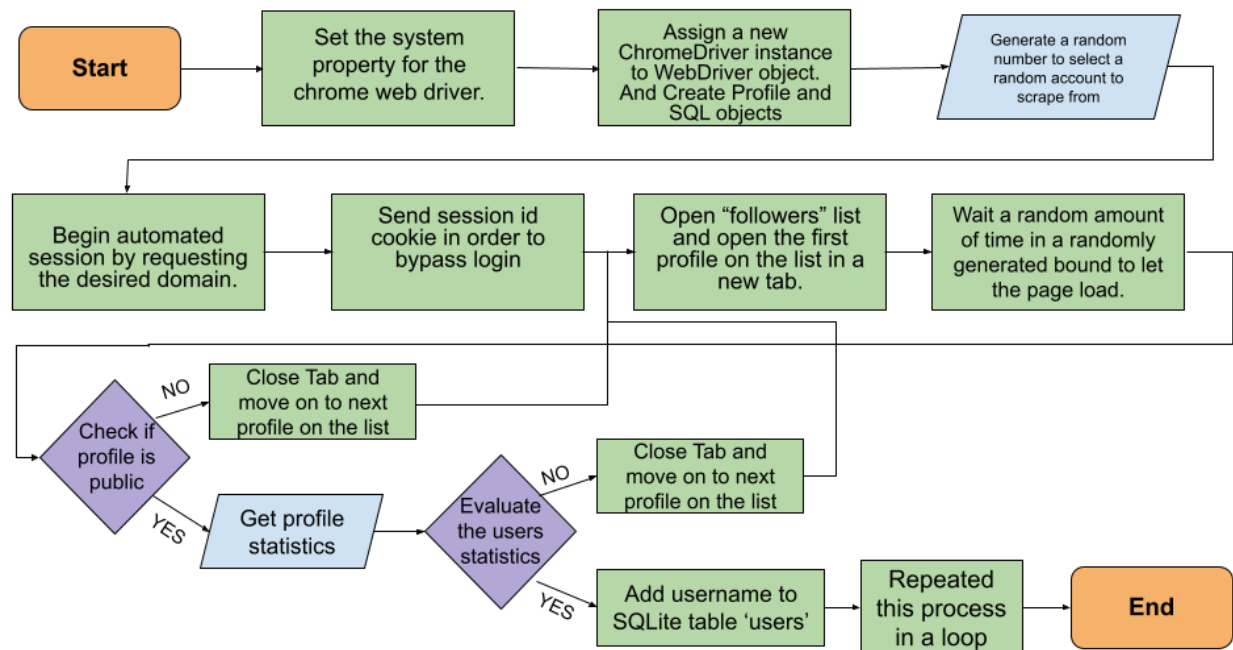 Start
Set the system
property for the
chrome web driver.
Assign a new
ChromeDriver instance
to WebDriver object.
And Create Profile and
SQL objects
Generate a random
number to select a
random account to
scrape from
Begin automated
session by requesting
the desired domain.
Send session id
cookie in order to
bypass login
Open “followers” list
and open the first
profile on the list in a
new tab.
Wait a random amount
of time in a randomly
generated bound to let
the page load.
Check if
profile is
public
NO
Close Tab and
move on to next
profile on the list
YES
Get profile
statistics
Evaluate
the users
statistics
NO
Close Tab and
move on to next
profile on the list
YES
Add username to
SQLite table ‘users’
Repeated
this process
in a loop
End